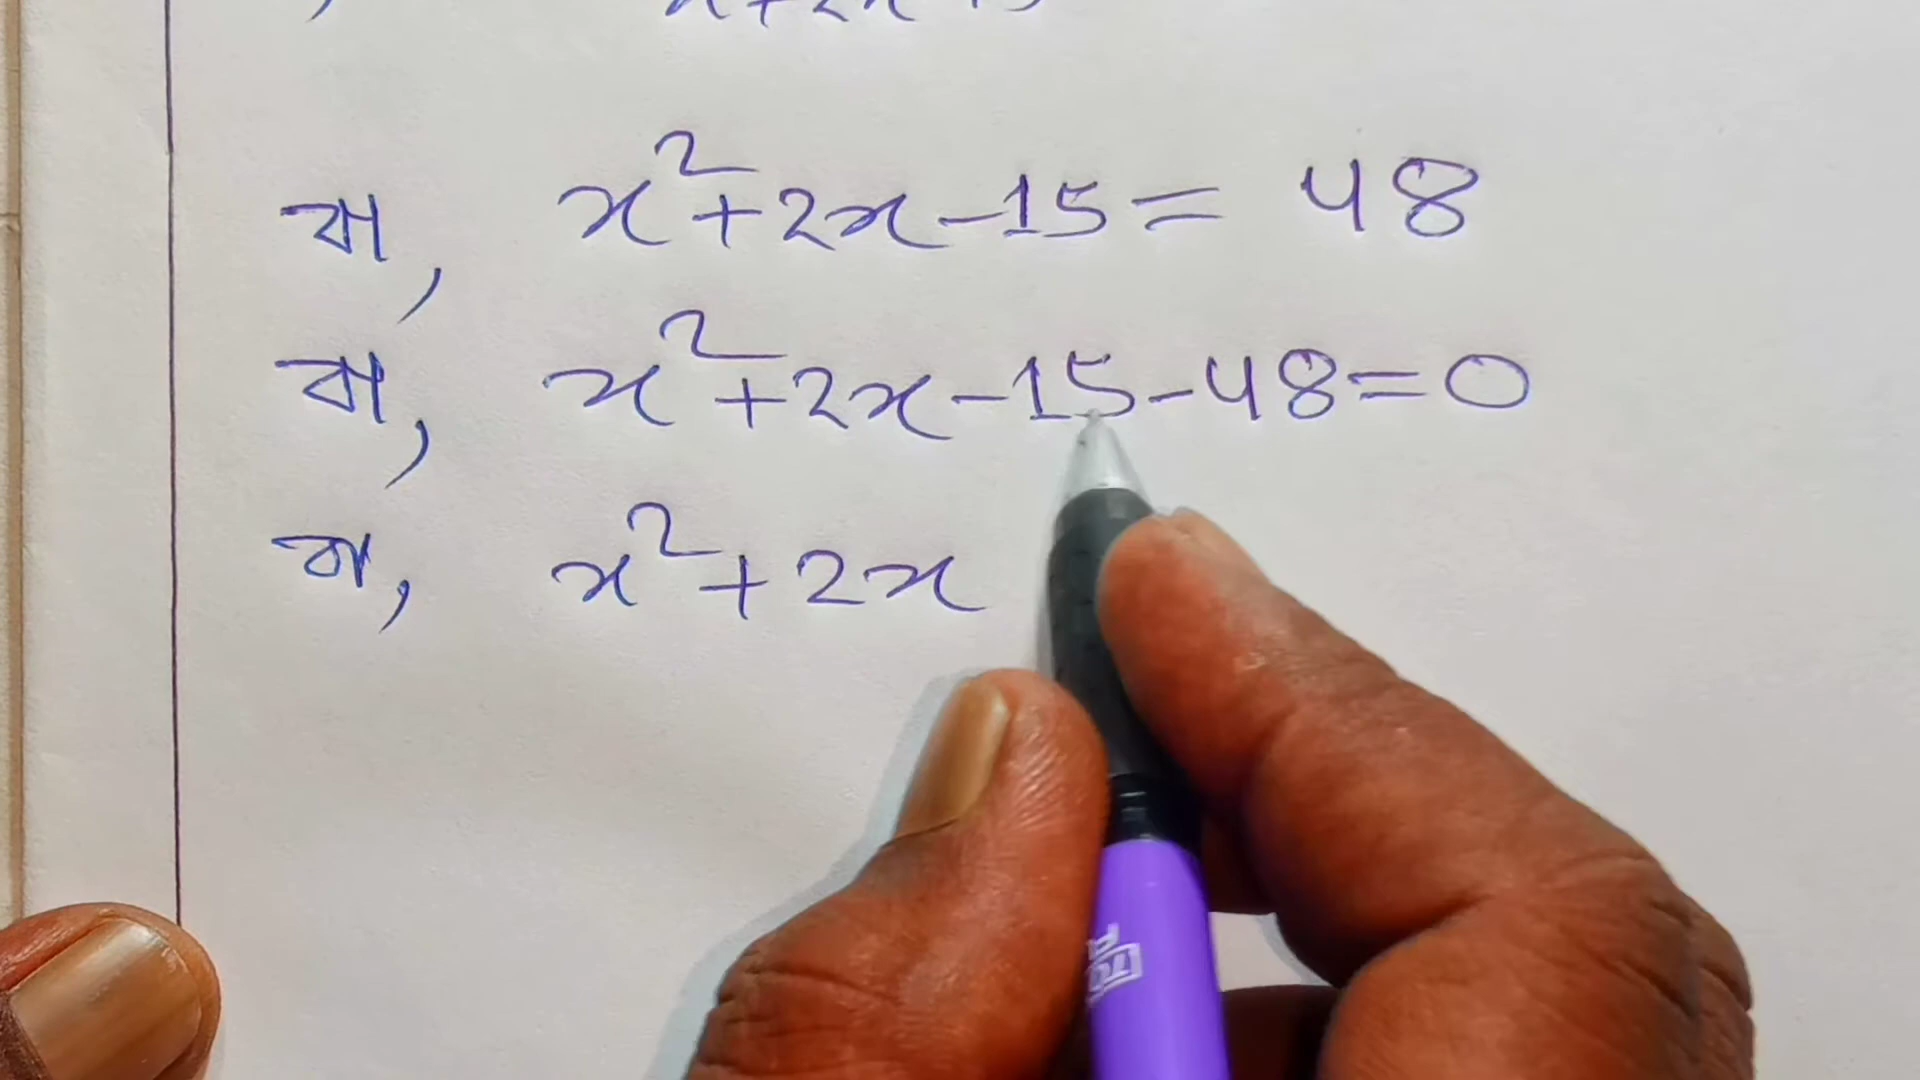 বা, x²+2x-15= 48
বা, x²+2x-15-48=0
বা, x²+2x